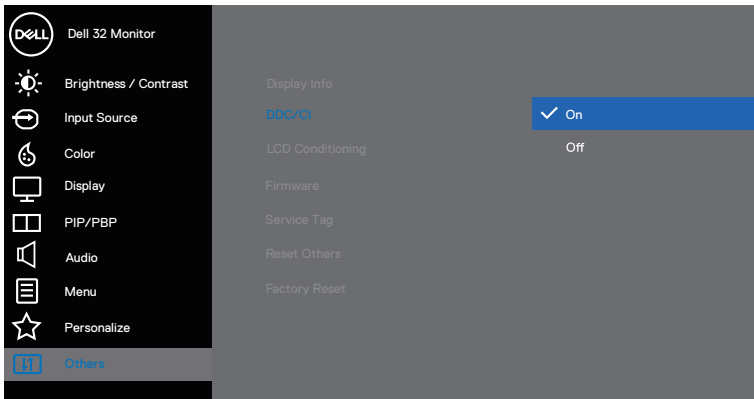 DELL
Dell 32 Monitor
Brightness / Contrast
Input Source
Color
Display
PIP/PBP
Audio
Menu
Personalize
Others
Display Info
DDC/CI
LCD Conditioning
Firmware
Service Tag
Reset Others
Factory Reset
On
Off